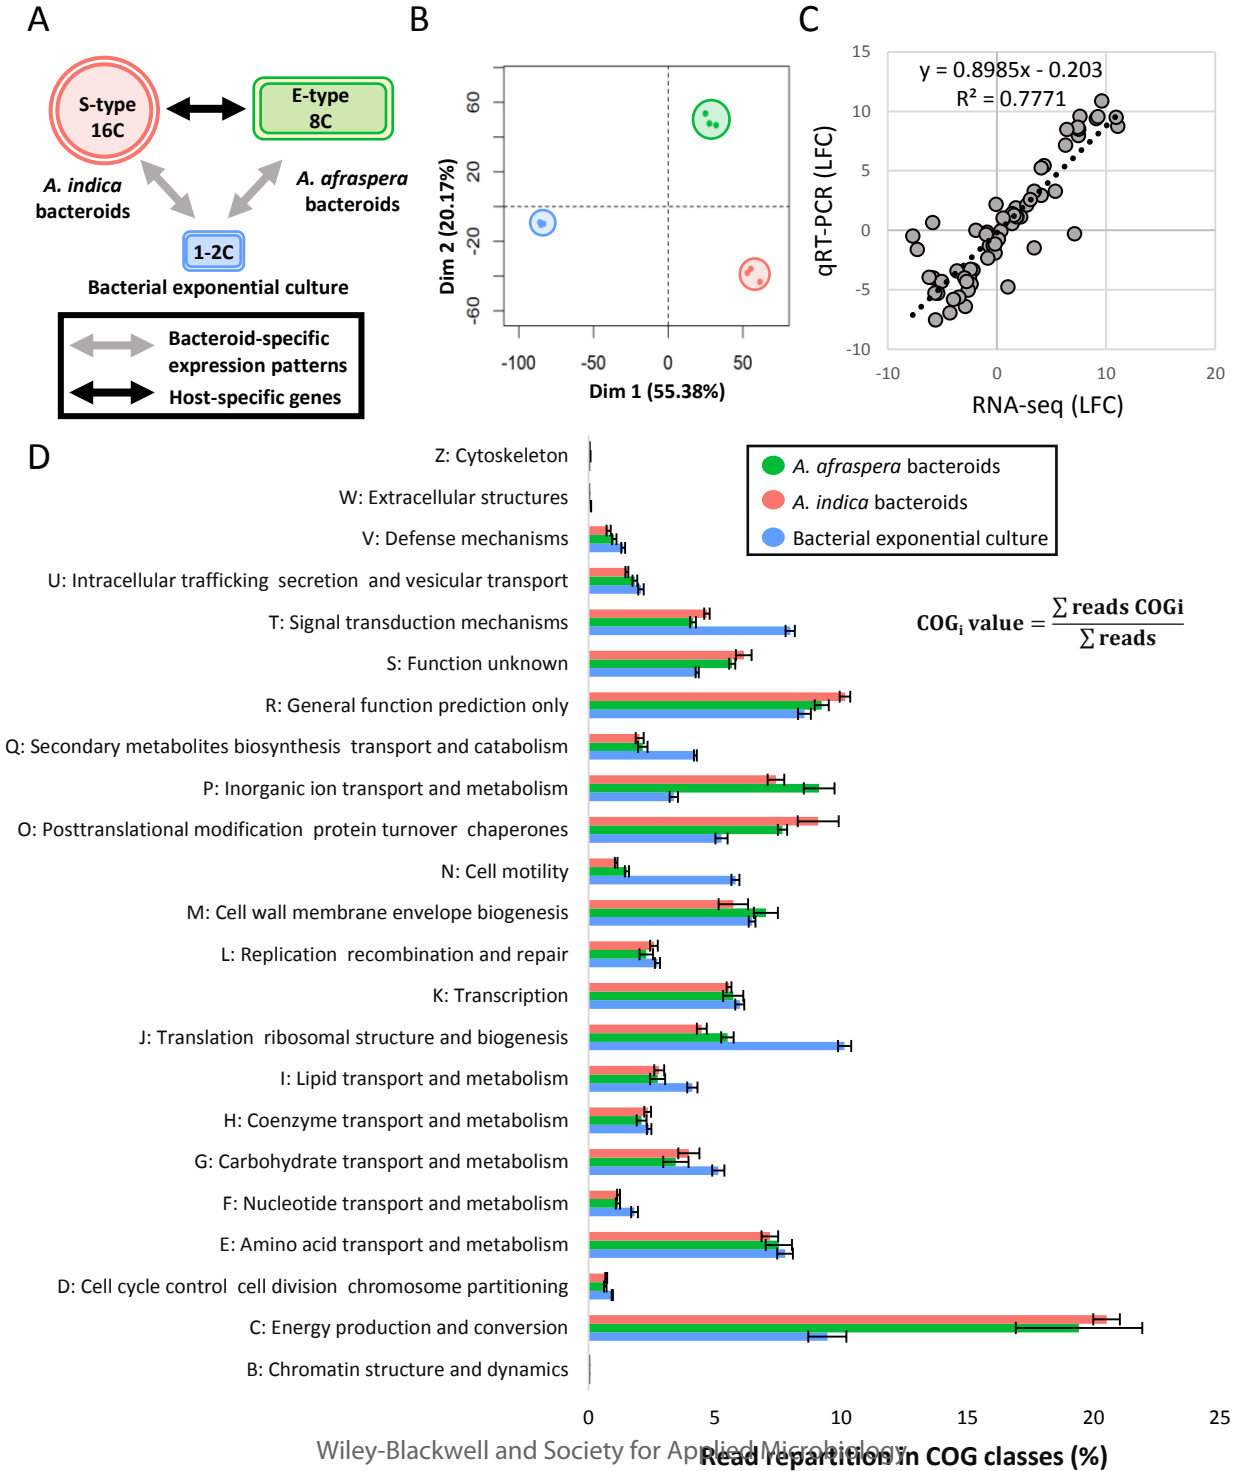 A
S-type
16C
E-type
8C
A. indica
bacteroids
A. afraspera
bacteroids
1-2C
Bacterial exponential culture
Bacteroid-specific
expression patterns
Host-specific genes
B
Dim 2 (20.17%)
60
20
-20
-60
-100
-50
0
50
Dim 1 (55.38%)
C
qRT-PCR (LFC)
15
10
5
0
-5
-10
y = 0.8985x - 0.203
R² = 0.7771
-10
0
10
20
RNA-seq (LFC)
D
A. afraspera bacteroids
A. indica bacteroids
Bacterial exponential culture
COGi value = ∑ reads COGi / ∑ reads
Z: Cytoskeleton
W: Extracellular structures
V: Defense mechanisms
U: Intracellular trafficking secretion and vesicular transport
T: Signal transduction mechanisms
S: Function unknown
R: General function prediction only
Q: Secondary metabolites biosynthesis transport and catabolism
P: Inorganic ion transport and metabolism
O: Posttranslational modification protein turnover chaperones
N: Cell motility
M: Cell wall membrane envelope biogenesis
L: Replication recombination and repair
K: Transcription
J: Translation ribosomal structure and biogenesis
I: Lipid transport and metabolism
H: Coenzyme transport and metabolism
G: Carbohydrate transport and metabolism
F: Nucleotide transport and metabolism
E: Amino acid transport and metabolism
D: Cell cycle control cell division chromosome partitioning
C: Energy production and conversion
B: Chromatin structure and dynamics
0
5
10
15
20
25
Read repartition in COG classes (%)
Wiley-Blackwell and Society for Applied Microbiology